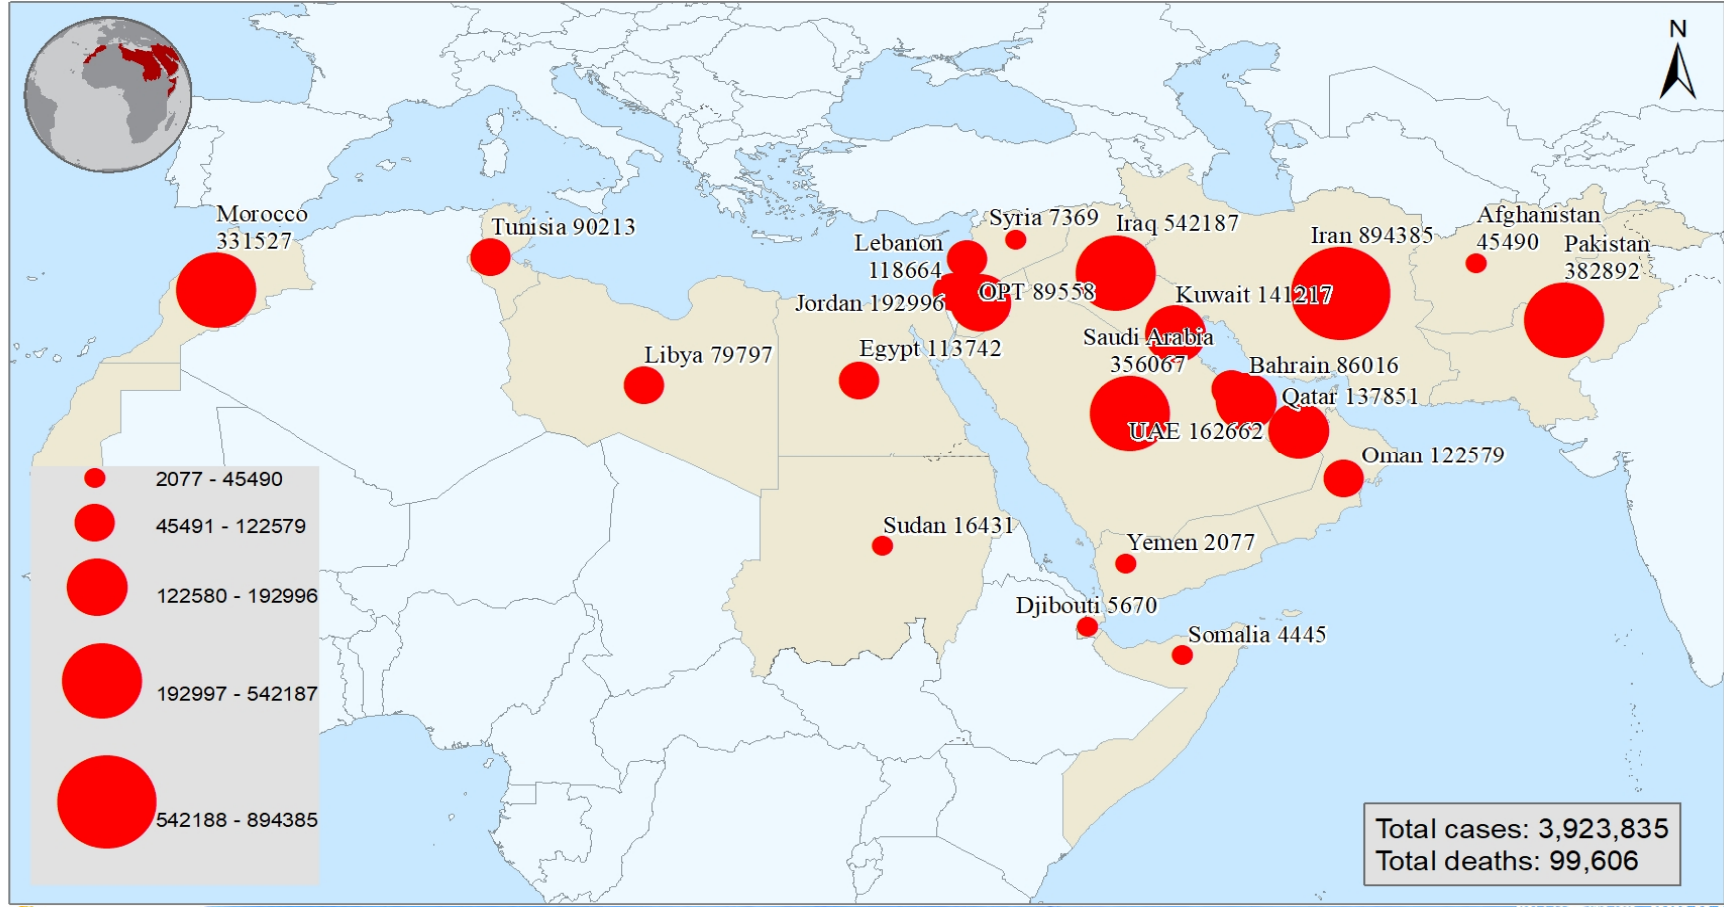 N
Morocco
331527
Tunisia 90213
Syria 7369
Iraq 542187
Afghanistan
45490
Iran 894385
Pakistan
382892
Lebanon
118664
OPT 89558
Jordan 192996
Kuwait 141217
Saudi Arabia
356067
Libya 79797
Egypt 113742
Bahrain 86016
Qatar 137851
UAE 162662
Oman 122579
Sudan 16431
Yemen 2077
Djibouti 5670
Somalia 4445
2077 - 45490
45491 - 122579
122580 - 192996
192997 - 542187
542188 - 894385
Total cases: 3,923,835
Total deaths: 99,606